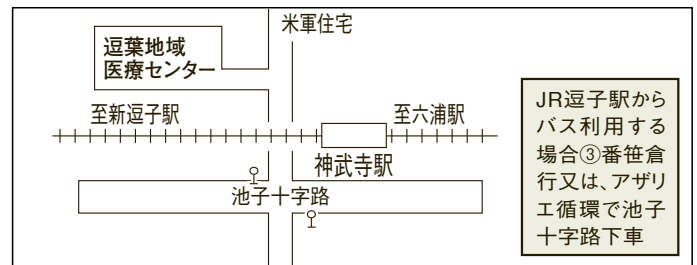 米軍住宅
逗葉地域
医療センター
至新逗子駅
至六浦駅
神武寺駅
池子十字路
JR逗子駅から
バス利用する
場合③番笹倉
行又は、アザリ
エ循環で池子
十字路下車